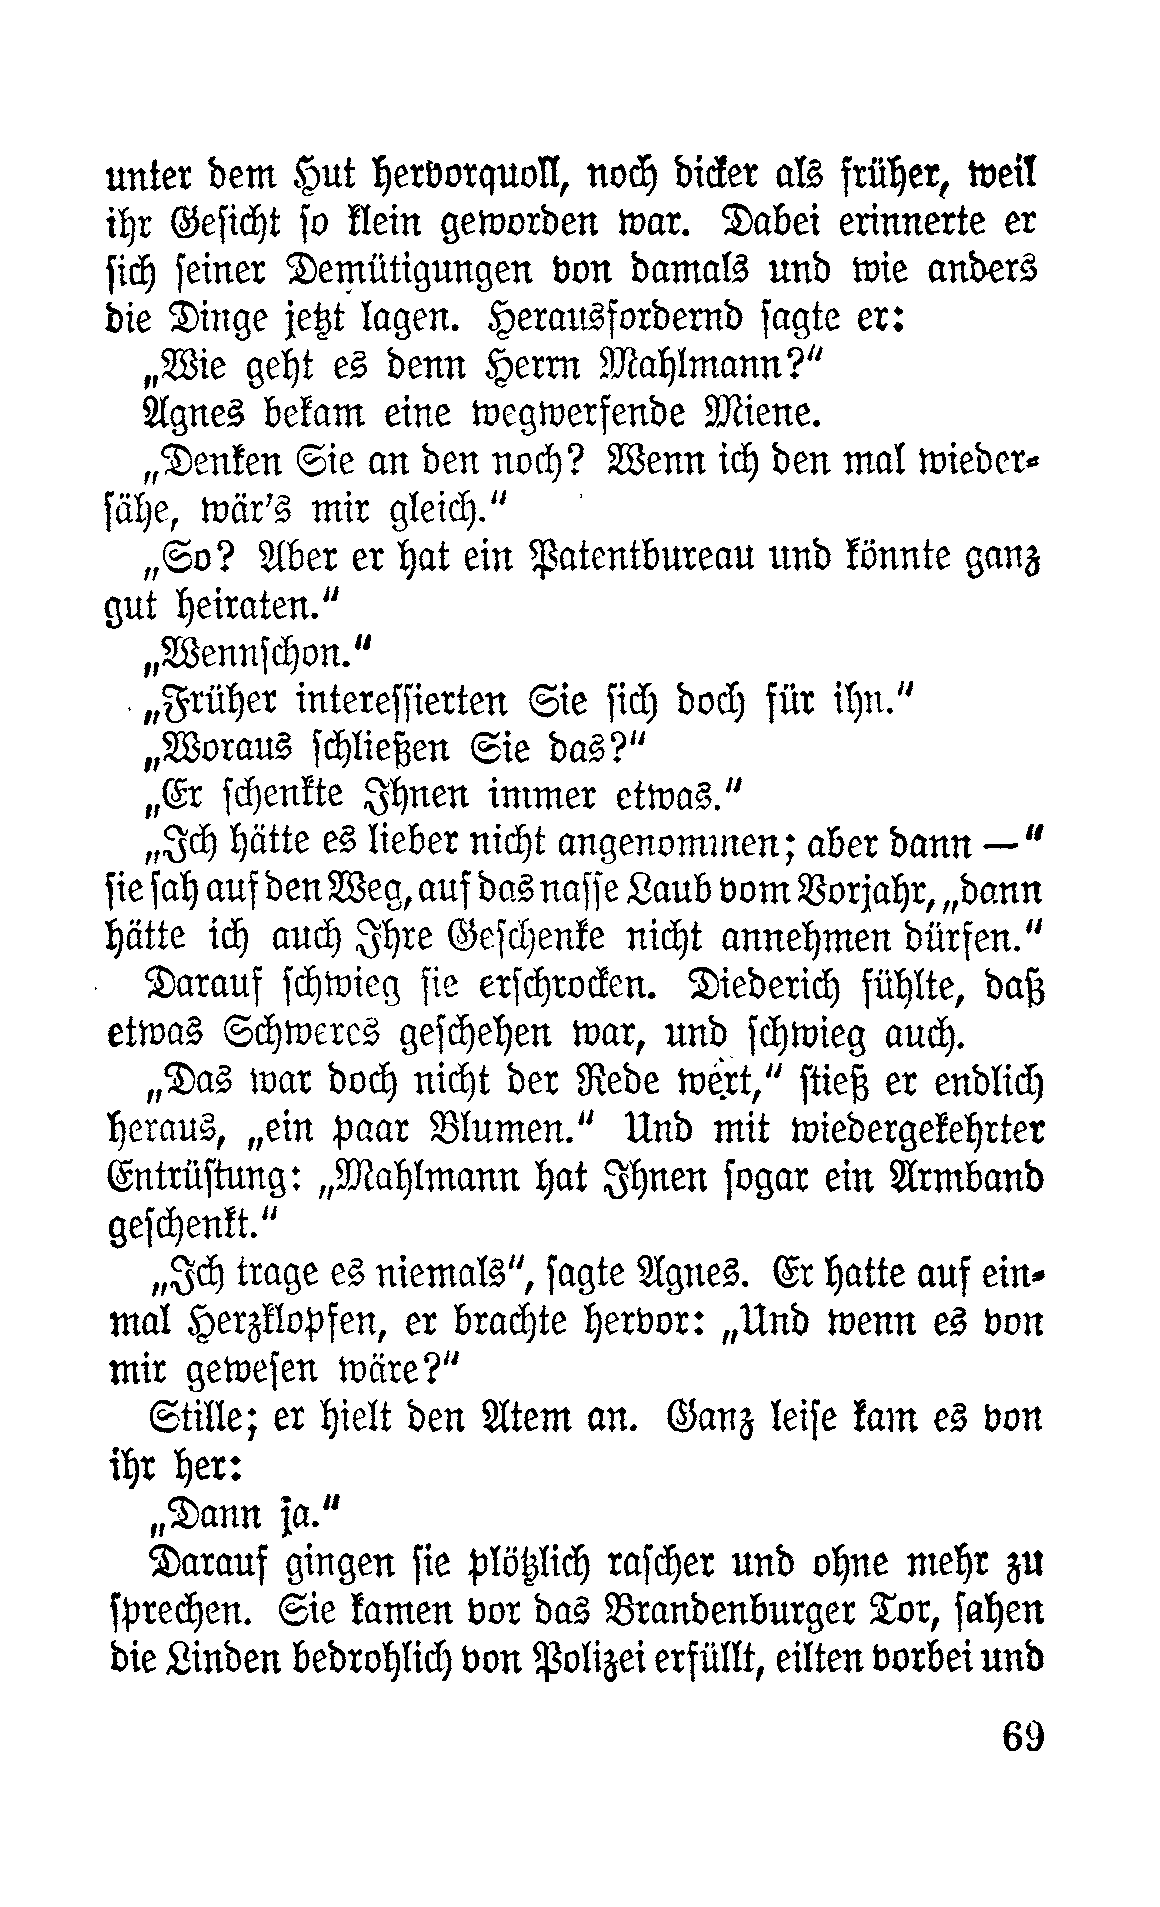 unter dem Hut hervorquoll, noch dicker als früher, weil
ihr Gesicht so klein geworden war. Dabei erinnerte er
sich seiner Demütigungen von damals und wie anders
die Dinge jetzt lagen. Herausfordernd sagte er:
„Wie geht es denn Herrn Mahlmann?“
Agnes bekam eine wegwerfende Miene.
„Denken Sie an den noch? Wenn ich den mal wieder-
sähe, wär's mir gleich.“
„So? Aber er hat ein Patentbureau und könnte ganz
gut heiraten.“
„Wennschon.“
„Früher interessierten Sie sich doch für ihn.“
„Woraus schließen Sie das?“
„Er schenkte Ihnen immer etwas.“
„Ich hätte es lieber nicht angenommen; aber dann —“
sie sah auf den Weg, auf das nasse Laub vom Vorjahr, „dann
hätte ich auch Ihre Geschenke nicht annehmen dürfen.“
Darauf schwieg sie erschrocken. Diederich fühlte, daß
etwas Schweres geschehen war, und schwieg auch.
„Das war doch nicht der Rede wert,“ stieß er endlich
heraus, „ein paar Blumen.“ Und mit wiedergekehrter
Entrüstung: „Mahlmann hat Ihnen sogar ein Armband
geschenkt.“
„Ich trage es niemals“, sagte Agnes. Er hatte auf ein-
mal Herzklopfen, er brachte hervor: „Und wenn es von
mir gewesen wäre?“
Stille; er hielt den Atem an. Ganz leise kam es von
ihr her:
„Dann ja.“
Darauf gingen sie plötzlich rascher und ohne mehr zu
sprechen. Sie kamen vor das Brandenburger Tor, sahen
die Linden bedrohlich von Polizei erfüllt, eilten vorbei und
69